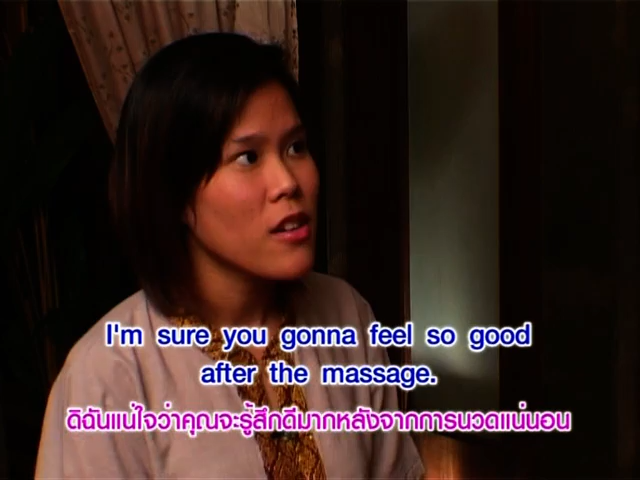 I'm sure you gonna feel so good
after the massage.
ดิฉันแน่ใจว่าคุณจะรู้สึกดีมากหลังจากการนวดแน่นอน